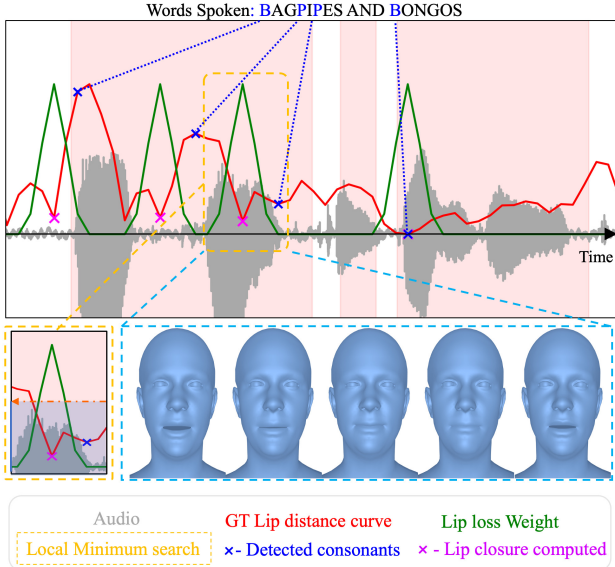 Words Spoken: BAGPIPES AND BONGOS
Time
Audio
GT Lip distance curve
Lip loss Weight
Local Minimum search
×- Detected consonants
× - Lip closure computed